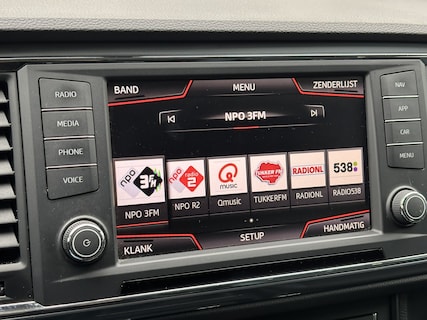 RADIO
MEDIA
PHONE
VOICE
BAND MENU ZENDERLIJST
NPO 3FM
npo 3FM
npo radio 2
Q music
TUKKER FM
RADIONL
538
NPO 3FM NPO R2 Qmusic TUKKERFM RADIONL RADIO538
KLANK SETUP HANDMATIG
NAV
APP
CAR
MENU